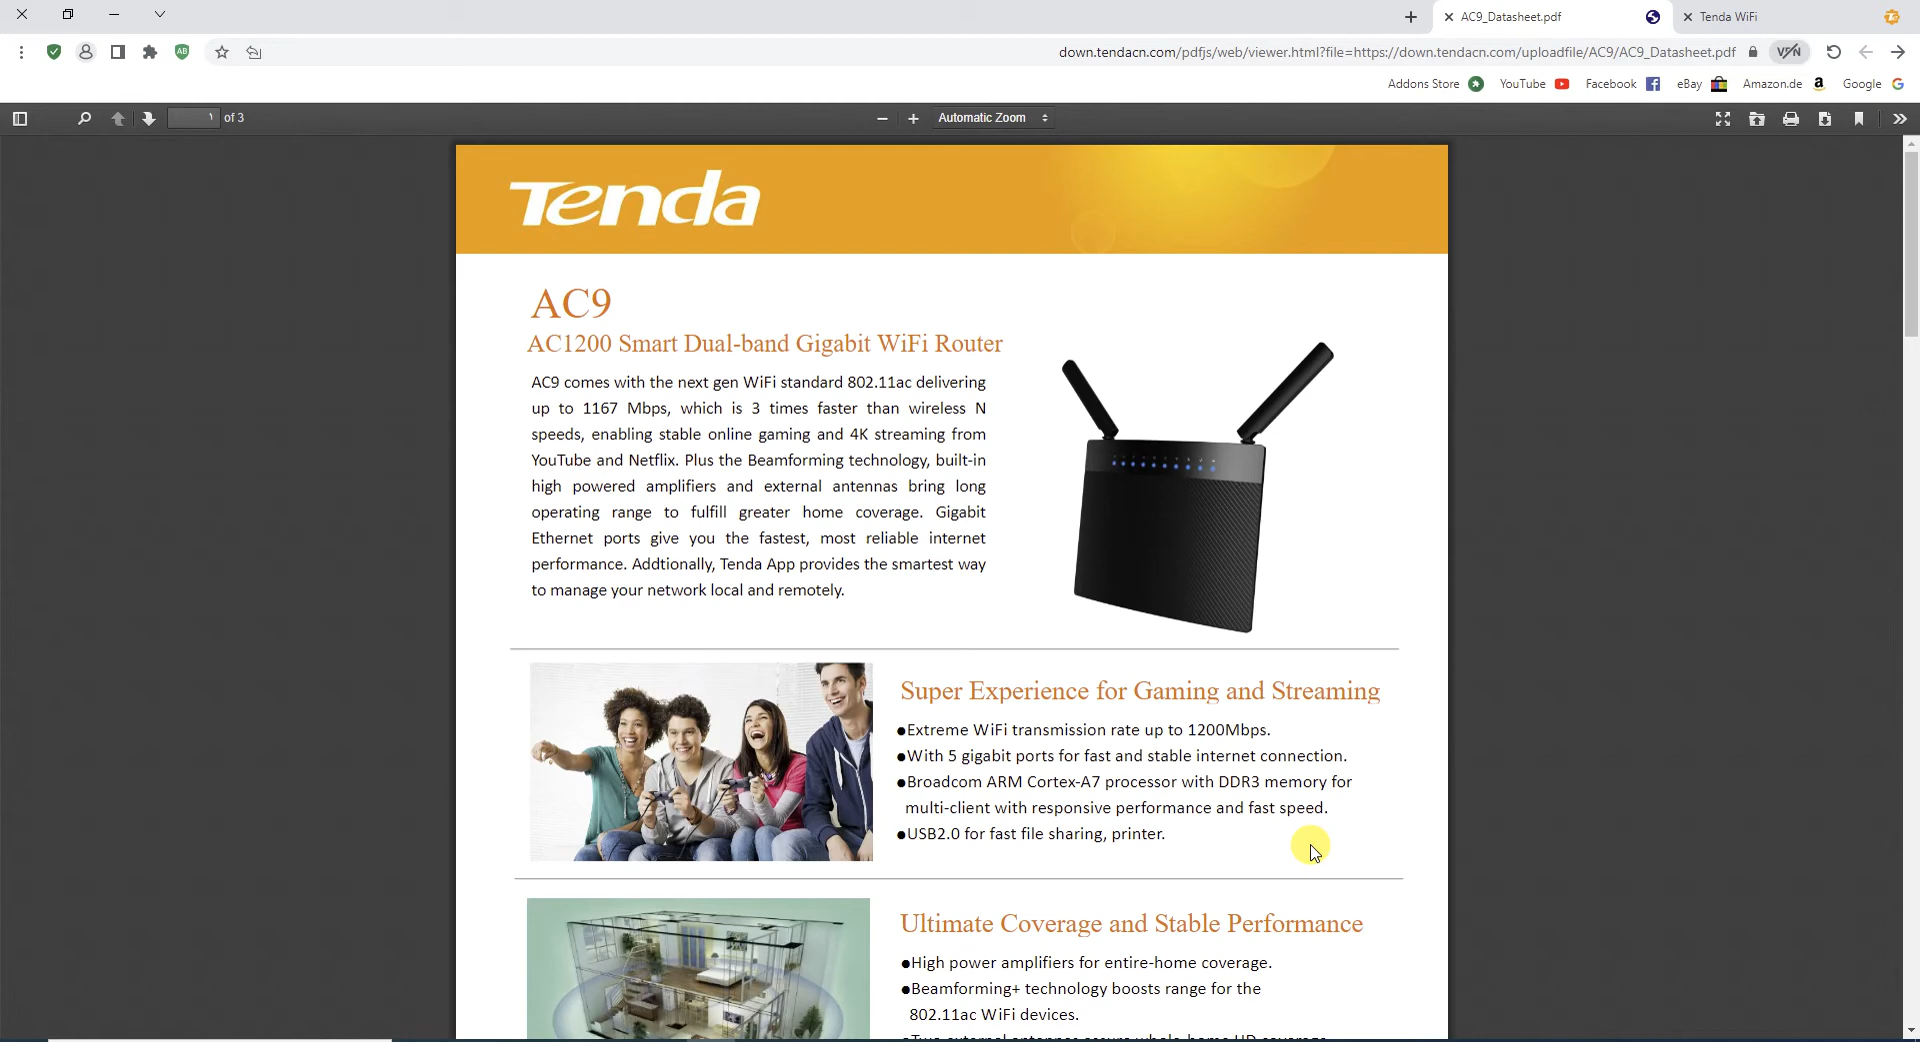 AC9_Datasheet.pdf
Tenda WiFi
down.tendacn.com/pdfjs/web/viewer.html?file=https://down.tendacn.com/uploadfile/AC9/AC9_Datasheet.pdf
VPN
Addons Store
YouTube
Facebook
eBay
Amazon.de
Google
١ of 3
Automatic Zoom
Tenda
AC9
AC1200 Smart Dual-band Gigabit WiFi Router
AC9 comes with the next gen WiFi standard 802.11ac delivering
up to 1167 Mbps, which is 3 times faster than wireless N
speeds, enabling stable online gaming and 4K streaming from
YouTube and Netflix. Plus the Beamforming technology, built-in
high powered amplifiers and external antennas bring long
operating range to fulfill greater home coverage. Gigabit
Ethernet ports give you the fastest, most reliable internet
performance. Addtionally, Tenda App provides the smartest way
to manage your network local and remotely.
Super Experience for Gaming and Streaming
●Extreme WiFi transmission rate up to 1200Mbps.
●With 5 gigabit ports for fast and stable internet connection.
●Broadcom ARM Cortex-A7 processor with DDR3 memory for
multi-client with responsive performance and fast speed.
●USB2.0 for fast file sharing, printer.
Ultimate Coverage and Stable Performance
●High power amplifiers for entire-home coverage.
●Beamforming+ technology boosts range for the
802.11ac WiFi devices.